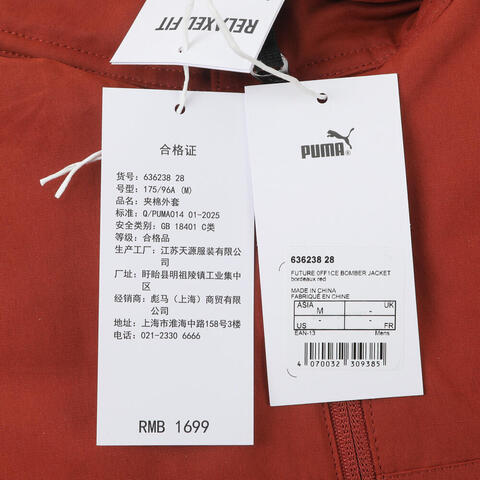 RELAXED FIT
合格证
货号: 636238 28
号型: 175/96A (M)
品名: 夹棉外套
标准: Q/PUMA014 01-2025
安全类别: GB 18401 C类
等级: 合格品
生产工厂: 江苏天源服装有限公
司
厂址: 盱眙县明祖陵镇工业集中
区
经销商: 彪马（上海）商贸有限
公司
地址: 上海市淮海中路158号3楼
电话: 021-2330 6666
RMB 1699
PUMA
636238 28
FUTURE 0FF1CE BOMBER JACKET
bordeaux red
MADE IN CHINA
FABRIQUÉ EN CHINE
ASIA M - UK
US - - FR
EAN-13 Mens
4 070032 309385